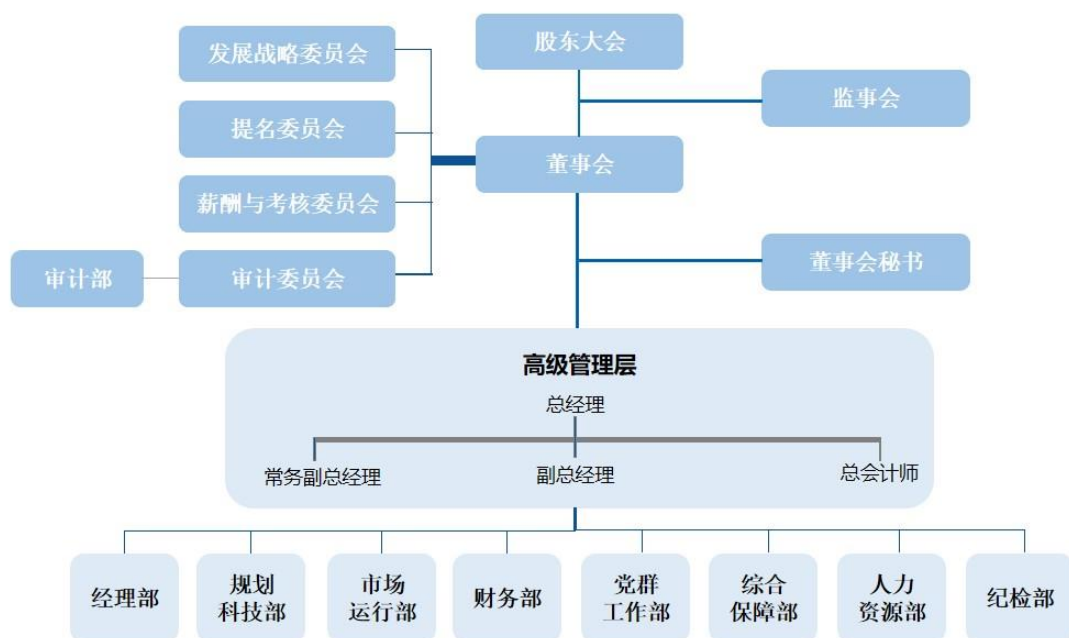 股东大会
发展战略委员会
监事会
提名委员会
董事会
薪酬与考核委员会
董事会秘书
审计部
审计委员会
高级管理层
总经理
常务副总经理
副总经理
总会计师
经理部
规划
科技部
市场
运行部
财务部
党群
工作部
综合
保障部
人力
资源部
纪检部